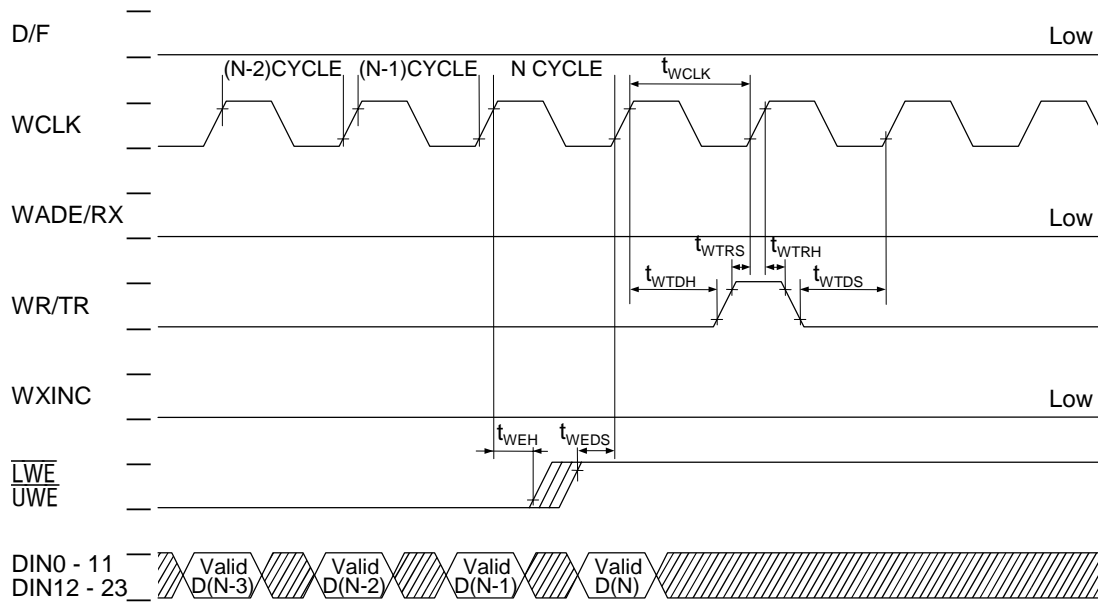 D/F
Low
(N-2)CYCLE (N-1)CYCLE N CYCLE tWCLK
WCLK
WADE/RX
Low
tWTRS tWTRH
tWTDH tWTDS
WR/TR
WXINC
Low
tWEH tWEDS
LWE
UWE
DIN0 - 11
DIN12 - 23
Valid D(N-3)
Valid D(N-2)
Valid D(N-1)
Valid D(N)